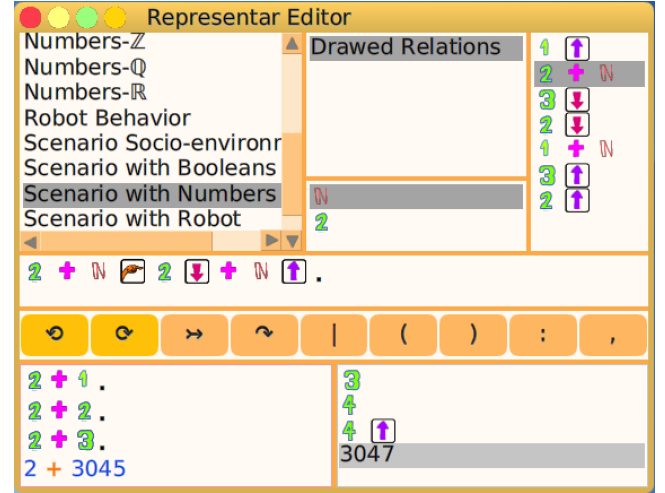 Representar Editor
Numbers-ℤ
Numbers-ℚ
Numbers-ℝ
Robot Behavior
Scenario Socio-environr
Scenario with Booleans
Scenario with Numbers
Scenario with Robot
Drawed Relations
ℕ
2
1 ⬆
2 + ℕ
3 ⬇
2 ⬇
1 + ℕ
3 ⬆
2 ⬆
2 + ℕ 2 ⬇ + ℕ ⬆ .
⟲ ⟳ ↣ ↷ | ( ) : ,
2 + 1 .
2 + 2 .
2 + 3 .
2 + 3045
3
4
4 ⬆
3047